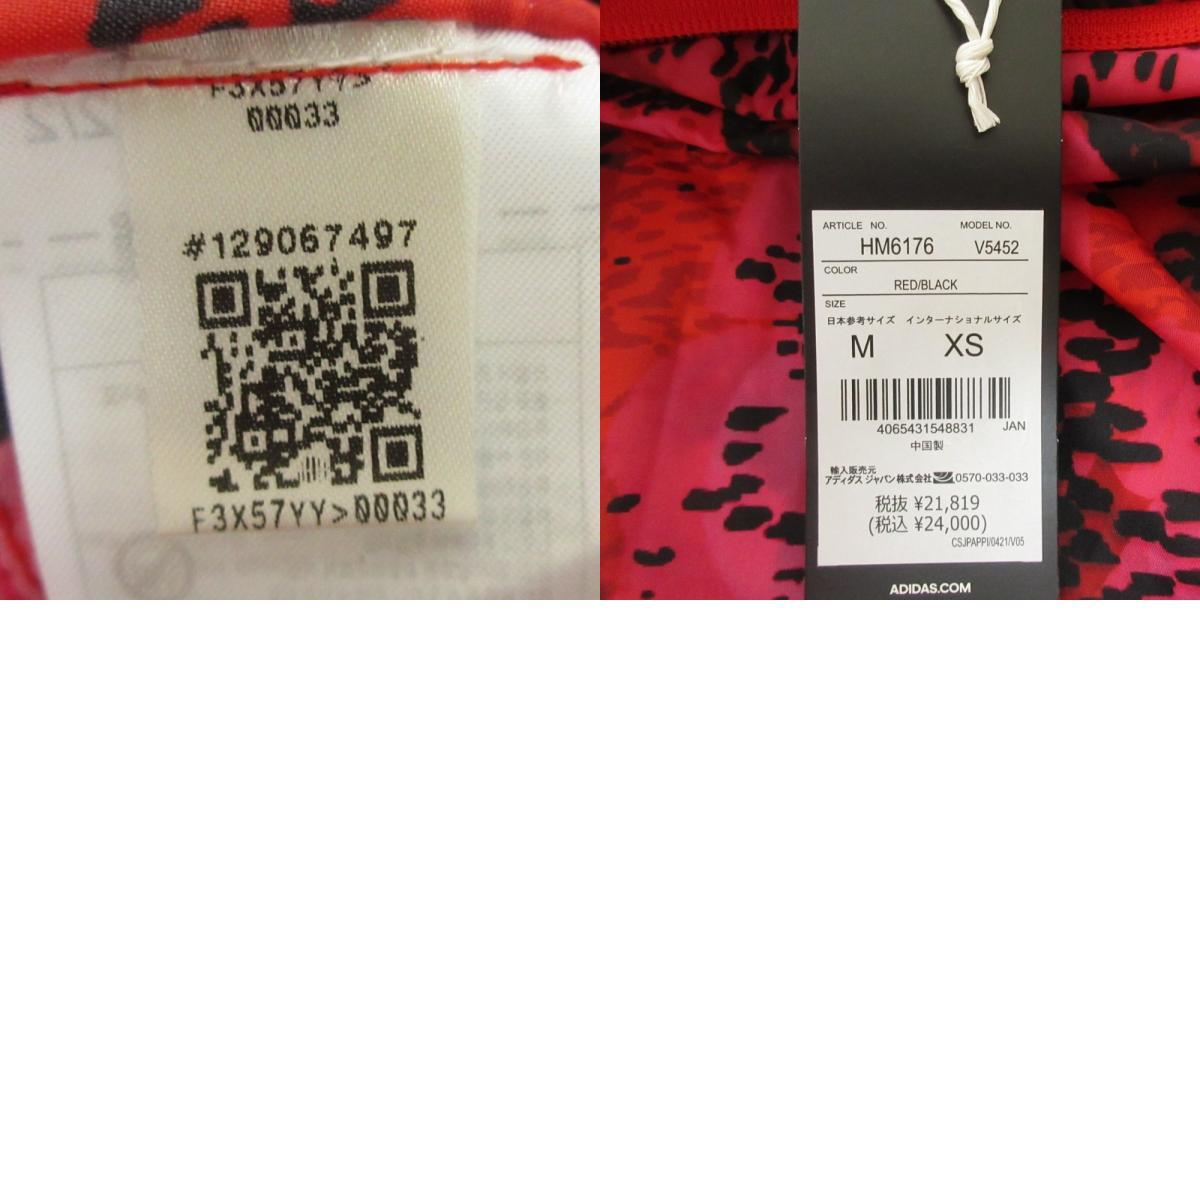 F3X57YY>
00033
#129067497
F3X57YY>00033
ARTICLE NO. MODEL NO.
HM6176 V5452
COLOR
RED/BLACK
SIZE
日本参考サイズ インターナショナルサイズ
M XS
4065431548831 JAN
中国製
輸入販売元
アディダス ジャパン株式会社 0570-033-033
税抜 ¥21,819
(税込 ¥24,000)
CSJPAPPI/0421/V05
ADIDAS.COM